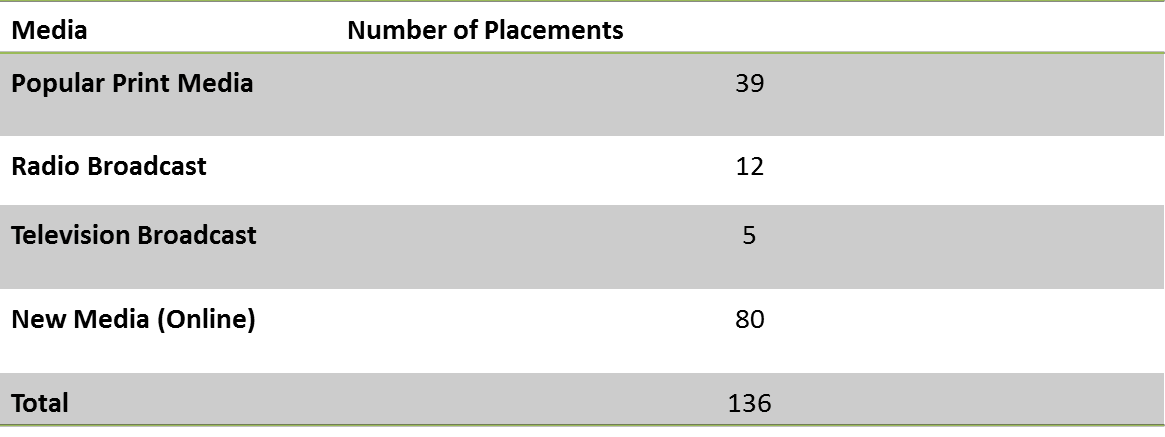 Media Number of Placements
Popular Print Media 39
Radio Broadcast 12
Television Broadcast 5
New Media (Online) 80
Total 136